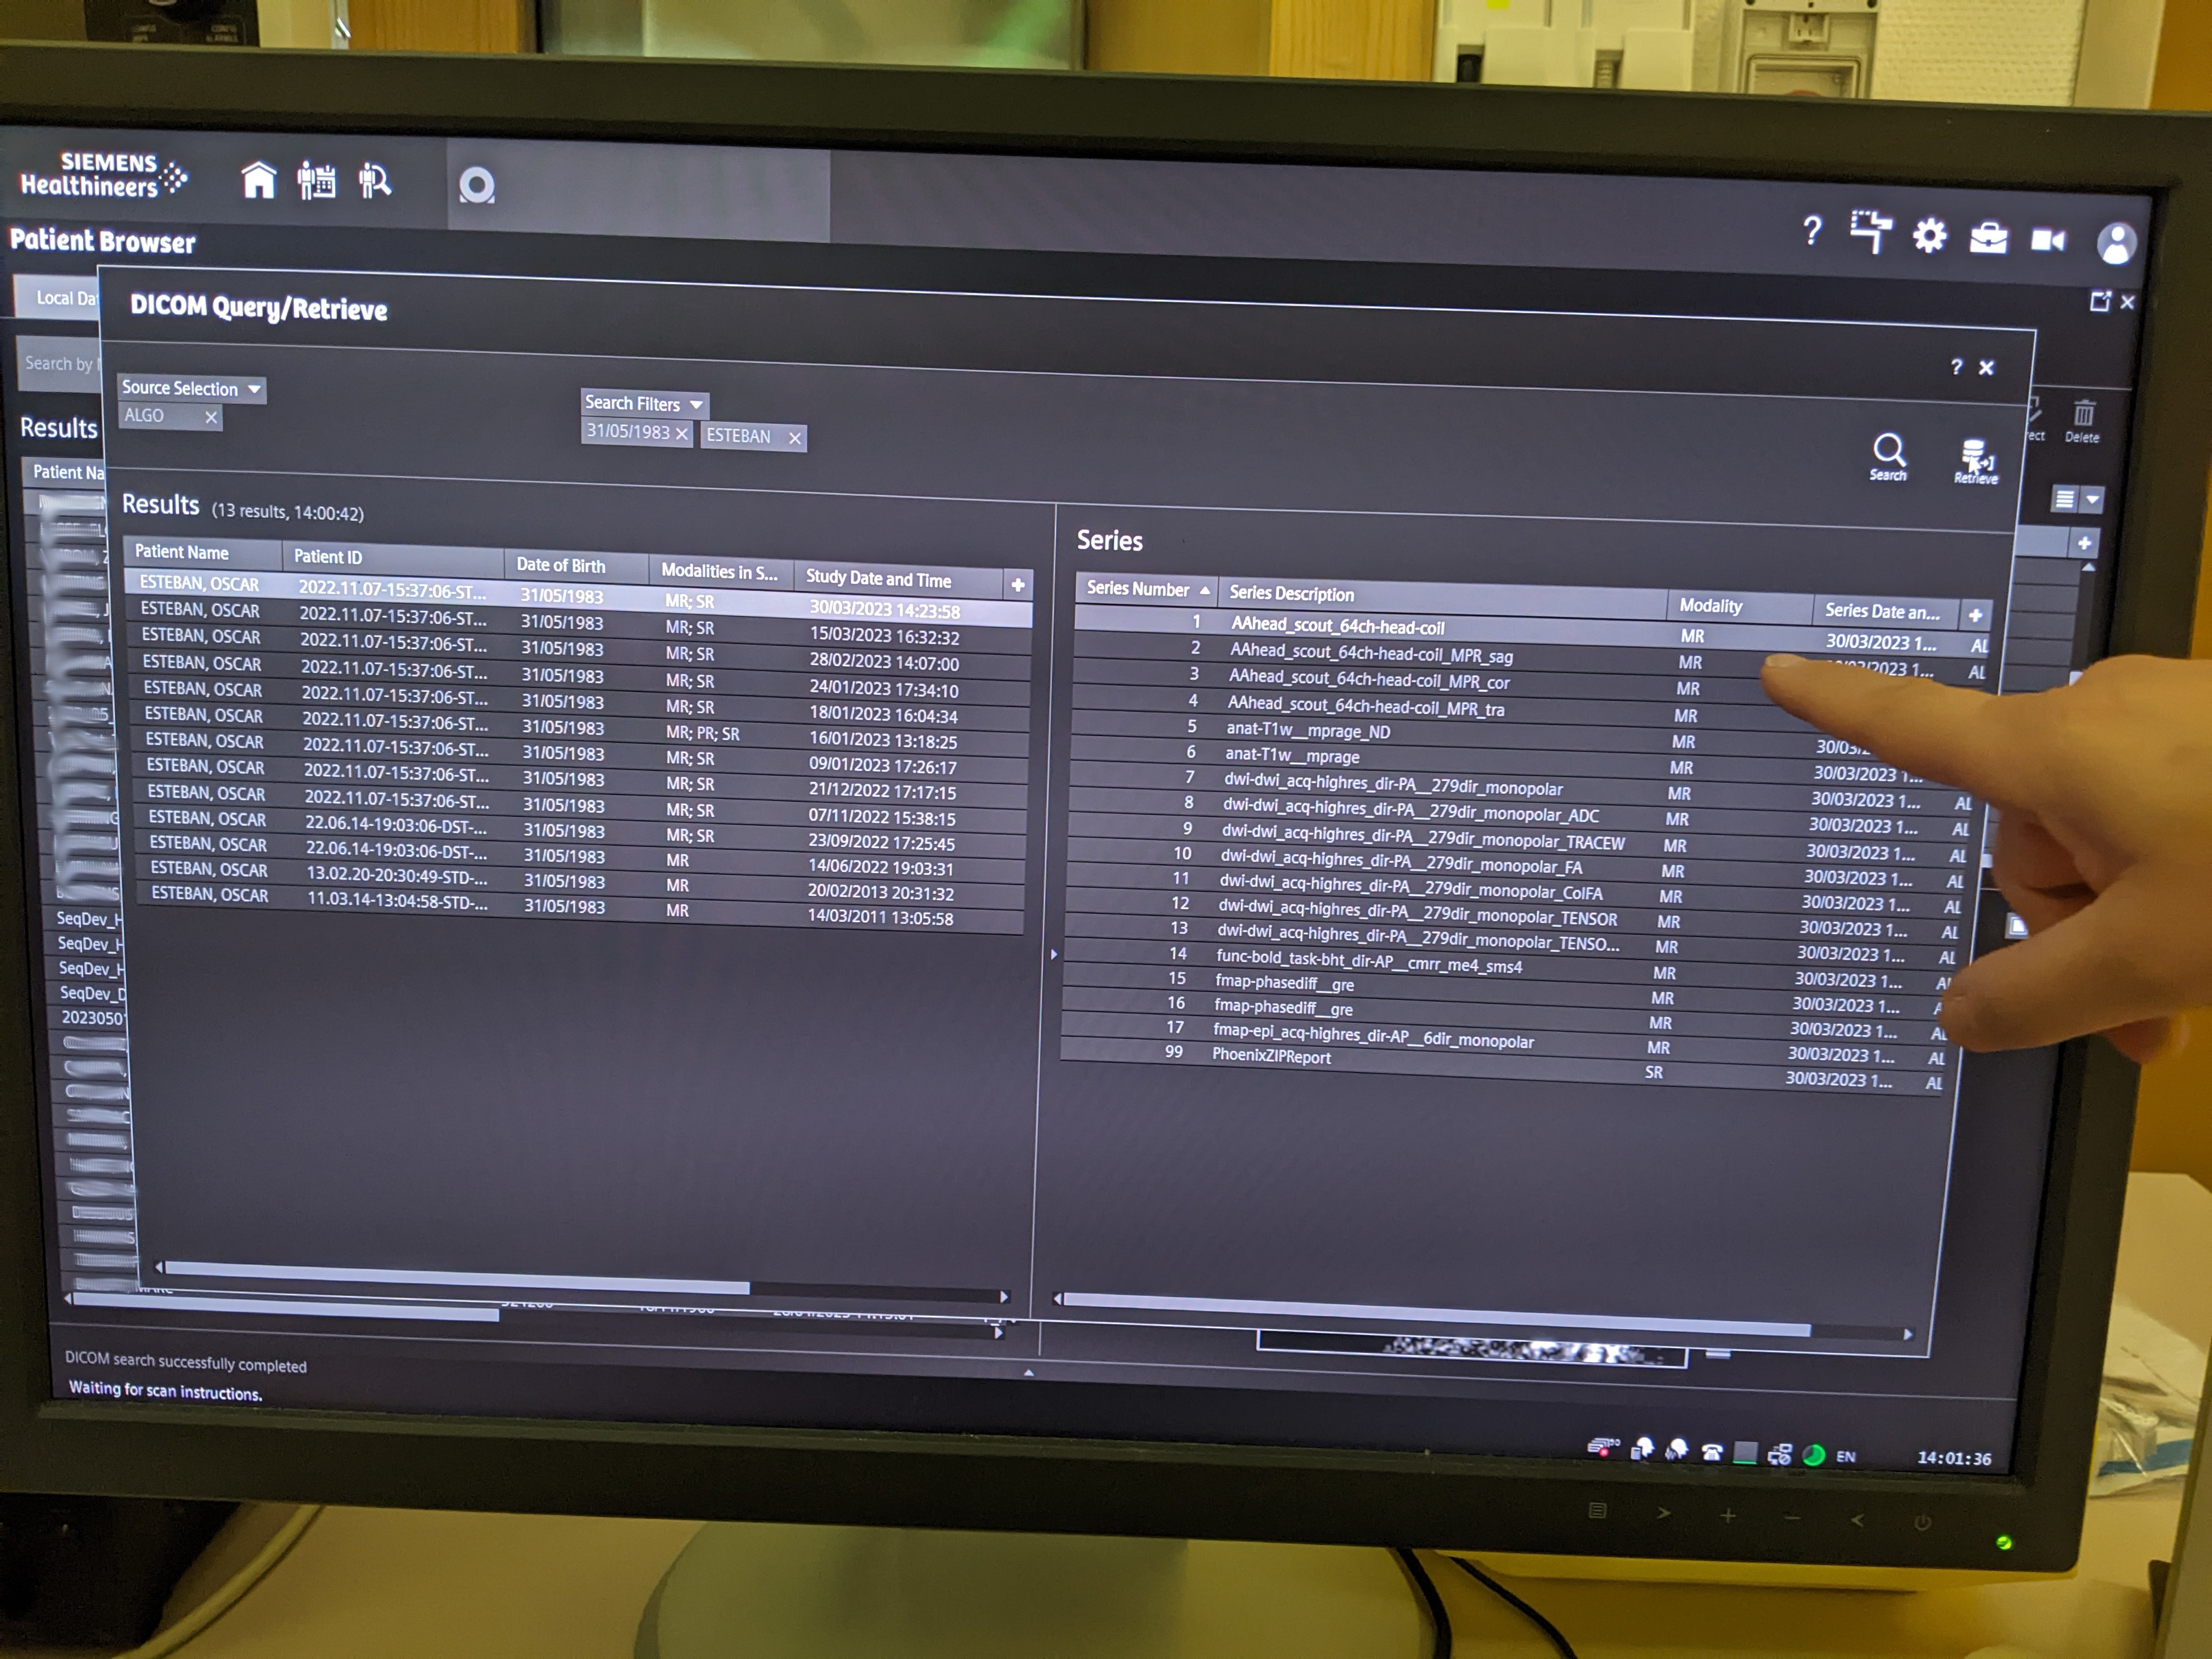 SIEMENS
Healthineers
Patient Browser
Local Da
DICOM Query/Retrieve
Search by
Source Selection
ALGO
Search Filters
31/05/1983
ESTEBAN
Search
Retrieve
ect
Delete
Results
Patient Na
Results (13 results, 14:00:42)
Patient Name Patient ID Date of Birth Modalities in S... Study Date and Time
ESTEBAN, OSCAR 2022.11.07-15:37:06-ST... 31/05/1983 MR; SR 30/03/2023 14:23:58
ESTEBAN, OSCAR 2022.11.07-15:37:06-ST... 31/05/1983 MR; SR 15/03/2023 16:32:32
ESTEBAN, OSCAR 2022.11.07-15:37:06-ST... 31/05/1983 MR; SR 28/02/2023 14:07:00
ESTEBAN, OSCAR 2022.11.07-15:37:06-ST... 31/05/1983 MR; SR 24/01/2023 17:34:10
ESTEBAN, OSCAR 2022.11.07-15:37:06-ST... 31/05/1983 MR; SR 18/01/2023 16:04:34
ESTEBAN, OSCAR 2022.11.07-15:37:06-ST... 31/05/1983 MR; PR; SR 16/01/2023 13:18:25
ESTEBAN, OSCAR 2022.11.07-15:37:06-ST... 31/05/1983 MR; SR 09/01/2023 17:26:17
ESTEBAN, OSCAR 2022.11.07-15:37:06-ST... 31/05/1983 MR; SR 21/12/2022 17:17:15
ESTEBAN, OSCAR 2022.11.07-15:37:06-ST... 31/05/1983 MR; SR 07/11/2022 15:38:15
ESTEBAN, OSCAR 22.06.14-19:03:06-DST-... 31/05/1983 MR; SR 23/09/2022 17:25:45
ESTEBAN, OSCAR 22.06.14-19:03:06-DST-... 31/05/1983 MR 14/06/2022 19:03:31
ESTEBAN, OSCAR 13.02.20-20:30:49-STD-... 31/05/1983 MR 20/02/2013 20:31:32
ESTEBAN, OSCAR 11.03.14-13:04:58-STD-... 31/05/1983 MR 14/03/2011 13:05:58
Series
Series Number Series Description Modality Series Date an...
1 AAhead_scout_64ch-head-coil MR 30/03/2023 1... AL
2 AAhead_scout_64ch-head-coil_MPR_sag MR AL
3 AAhead_scout_64ch-head-coil_MPR_cor MR
4 AAhead_scout_64ch-head-coil_MPR_tra MR
5 anat-T1w__mprage_ND MR
6 anat-T1w__mprage MR 30/03/2023 1...
7 dwi-dwi_acq-highres_dir-PA__279dir_monopolar MR 30/03/2023 1... AL
8 dwi-dwi_acq-highres_dir-PA__279dir_monopolar_ADC MR 30/03/2023 1... AL
9 dwi-dwi_acq-highres_dir-PA__279dir_monopolar_TRACEW MR 30/03/2023 1... AL
10 dwi-dwi_acq-highres_dir-PA__279dir_monopolar_FA MR 30/03/2023 1... AL
11 dwi-dwi_acq-highres_dir-PA__279dir_monopolar_ColFA MR 30/03/2023 1... AL
12 dwi-dwi_acq-highres_dir-PA__279dir_monopolar_TENSOR MR 30/03/2023 1... AL
13 dwi-dwi_acq-highres_dir-PA__279dir_monopolar_TENSO... MR 30/03/2023 1... AL
14 func-bold_task-bht_dir-AP__cmrr_me4_sms4 MR 30/03/2023 1...
15 fmap-phasediff__gre MR 30/03/2023 1...
16 fmap-phasediff__gre MR 30/03/2023 1... AL
17 fmap-epi_acq-highres_dir-AP__6dir_monopolar MR 30/03/2023 1... AL
99 PhoenixZIPReport SR 30/03/2023 1... AL
SeqDev_H
SeqDev_H
SeqDev_H
SeqDev_D
2023050
DICOM search successfully completed
Waiting for scan instructions.
EN
14:01:36